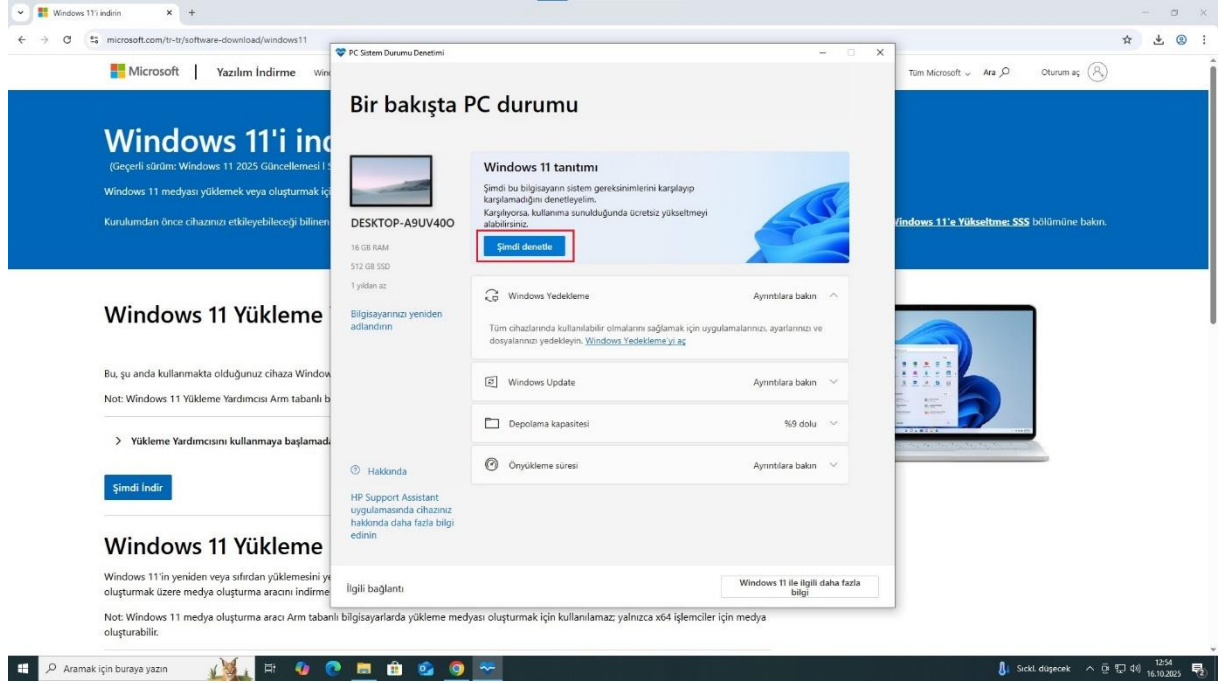 Windows 11'i indirin
microsoft.com/tr-tr/software-download/windows11
Microsoft
Yazılım İndirme
Tüm Microsoft
Ara
Oturum aç
Windows 11'i
(Geçerli sürüm: Windows 11 2025 Güncellemesi l
Windows 11 medyası yüklemek veya oluşturmak
Kurulumdan önce cihazınızı etkileyebileceği bilinen
Windows 11'e Yükseltme: SSS bölümüne bakın.
Windows 11 Yükleme
Bu, şu anda kullanmakta olduğunuz cihaza
Not: Windows 11 Yükleme Yardımcısı Arm tabanlı
Yükleme Yardımcısını kullanmaya
Şimdi İndir
Windows 11 Yükleme
Windows 11'in yeniden veya sıfırdan yüklemesini
oluşturmak üzere medya oluşturma aracını
Not: Windows 11 medya oluşturma aracı Arm tabanlı bilgisayarlarda yükleme medyası oluşturmak için kullanılamaz; yalnızca x64 işlemciler için medya
oluşturabilir.
PC Sistem Durumu Denetimi
Bir bakışta PC durumu
DESKTOP-A9UV40O
16 GB RAM
512 GB SSD
1 yıldan az
Bilgisayarınızı yeniden
adlandırın
Hakkında
HP Support Assistant
uygulamasında cihazınız
hakkında daha fazla bilgi
edinin
Windows 11 tanıtımı
Şimdi bu bilgisayarın sistem gereksinimlerini karşılayıp
karşılamadığını denetleyelim.
Karşılıyorsa, kullanıma sunulduğunda ücretsiz yükseltmeyi
alabilirsiniz.
Şimdi denetle
Windows Yedekleme
Ayrıntılara bakın
Tüm cihazlarında kullanılabilir olmalarını sağlamak için uygulamalarınızı, ayarlarınızı ve
dosyalarınızı yedekleyin. Windows Yedekleme'yi aç
Windows Update
Ayrıntılara bakın
Depolama kapasitesi
%9 dolu
Önyükleme süresi
Ayrıntılara bakın
İlgili bağlantı
Windows 11 ile ilgili daha fazla
bilgi
Aramak için buraya yazın
Sıckl. düşecek
12:54
16.10.2025